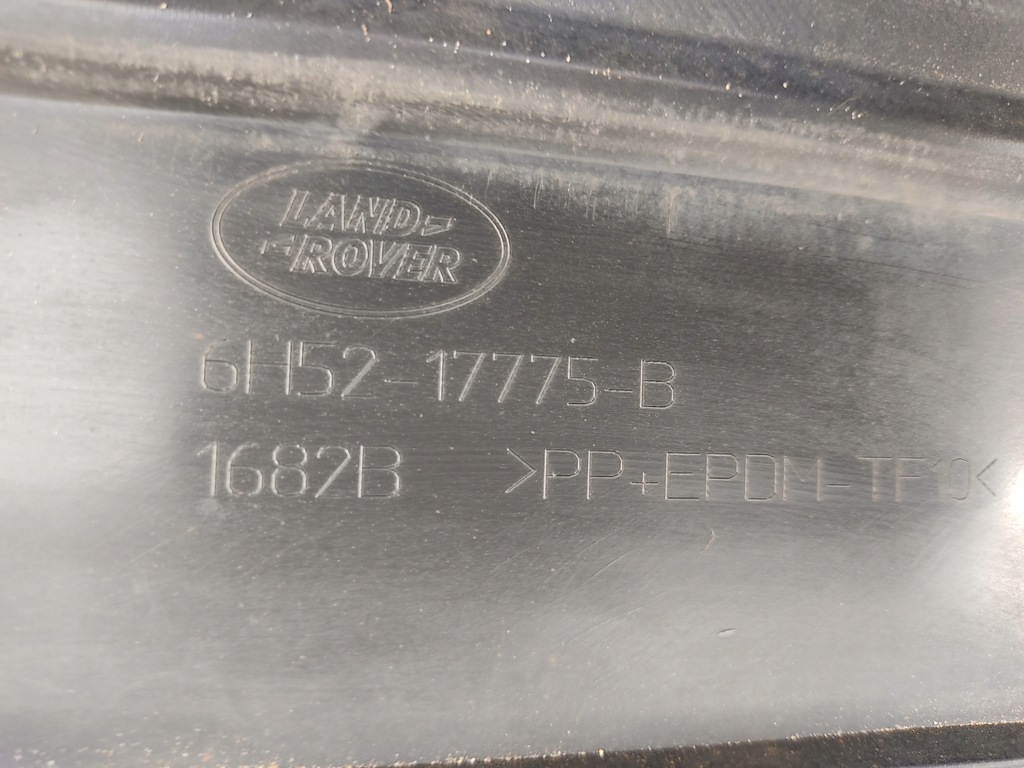 LAND
ROVER
6H52-17775-B
1682B >PP+EPDM-TF10<